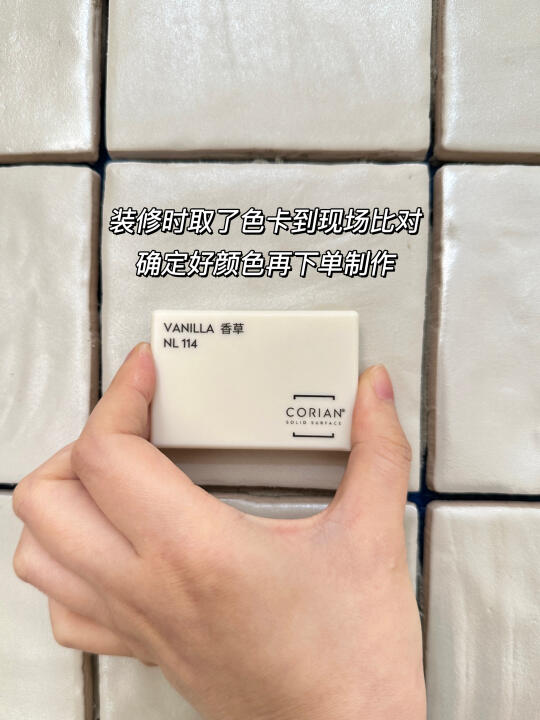 装修时取了色卡到现场比对
确定好颜色再下单制作
VANILLA 香草
NL 114
CORIAN®
SOLID SURFACE